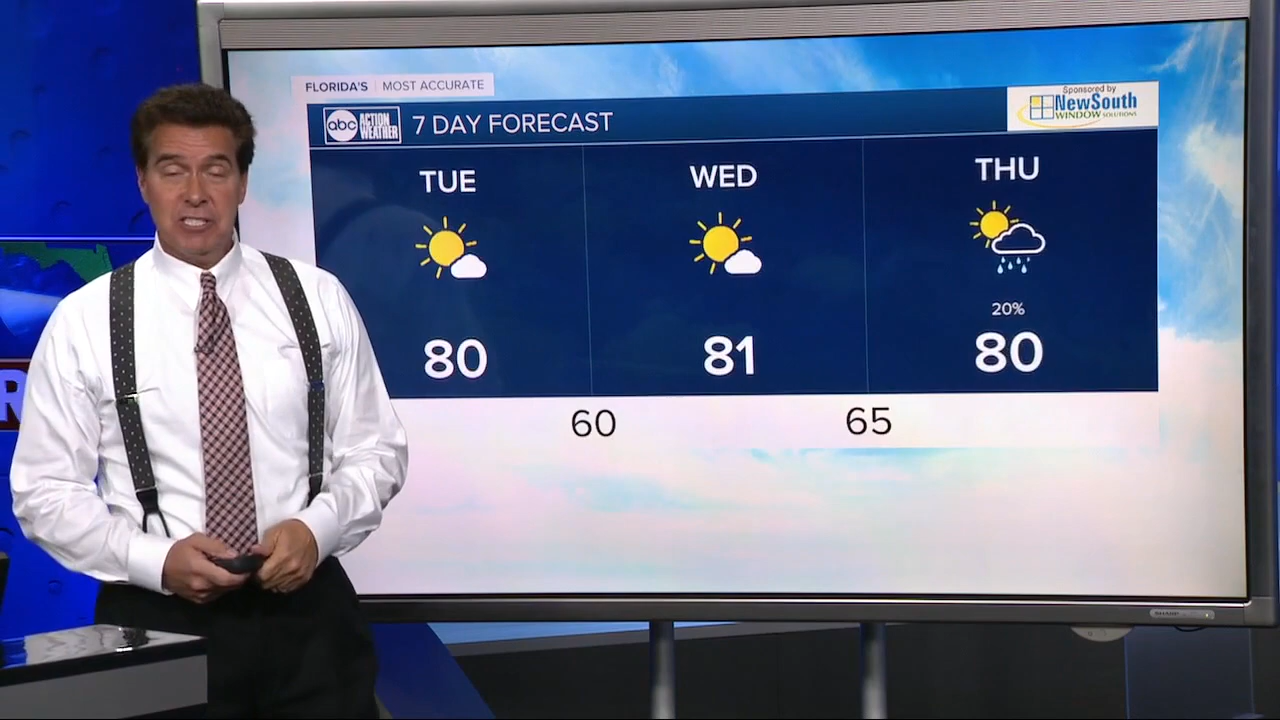 FLORIDA'S MOST ACCURATE
abc ACTION WEATHER 7 DAY FORECAST
Sponsored by
NewSouth
WINDOW SOLUTIONS
TUE WED THU
20%
80 81 80
60 65
R
SHARP